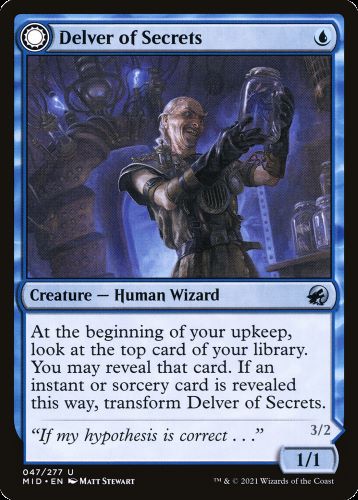 Delver of Secrets
Creature — Human Wizard
At the beginning of your upkeep,
look at the top card of your library.
You may reveal that card. If an
instant or sorcery card is revealed
this way, transform Delver of Secrets.
3/2
“If my hypothesis is correct . . .”
1/1
047/277 U
MID • EN Matt Stewart
™ & © 2021 Wizards of the Coast